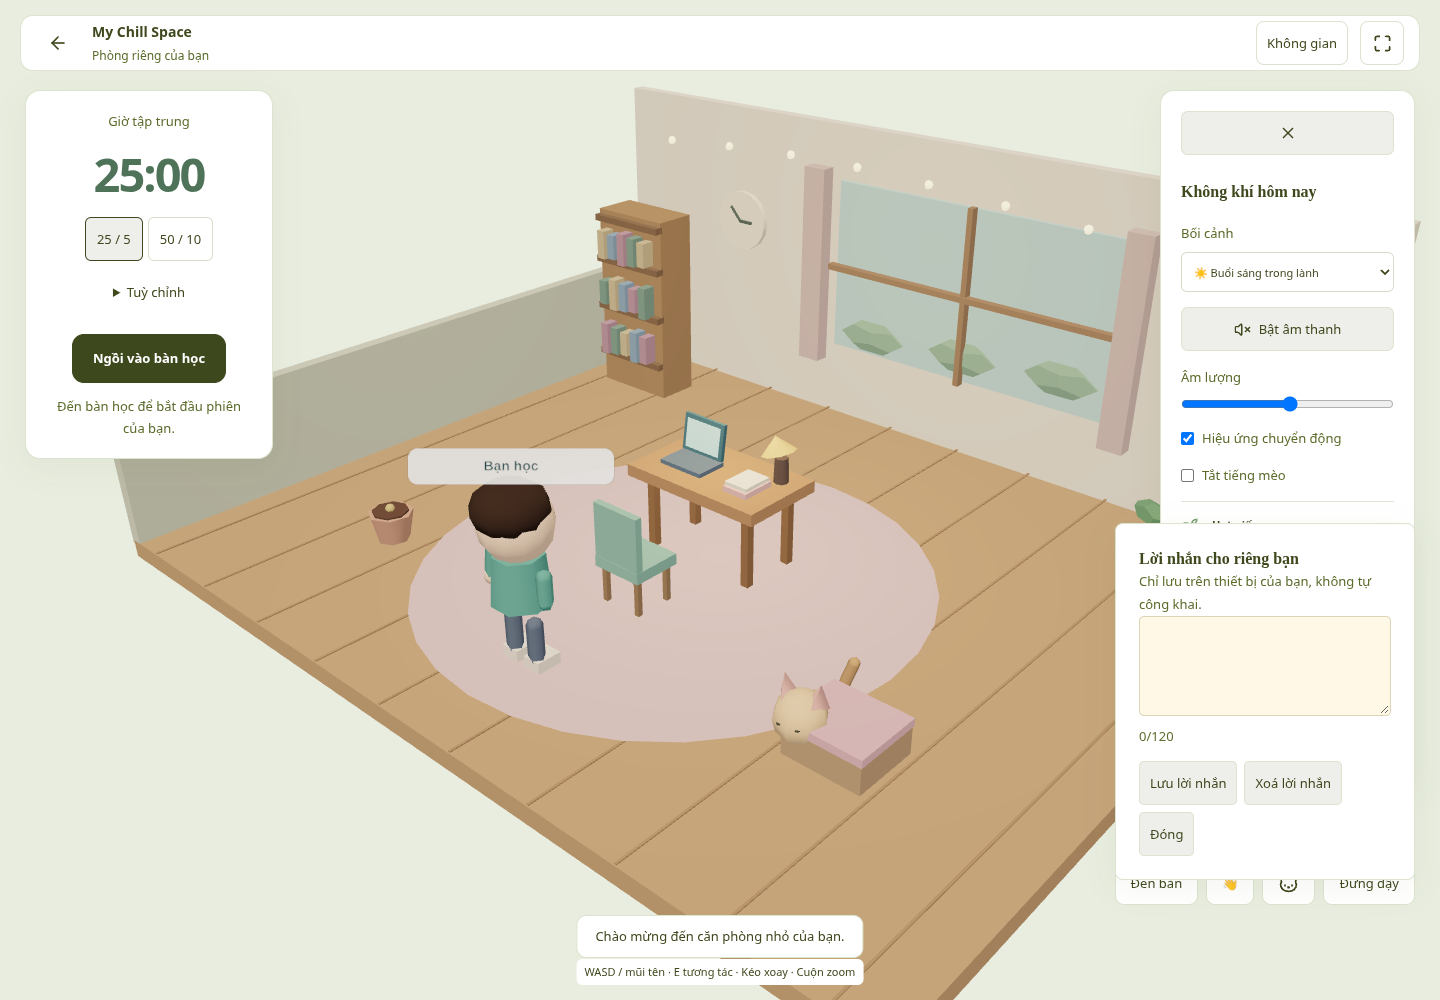 My Chill Space
Phòng riêng của bạn
Không gian
Giờ tập trung
25:00
25 / 5
50 / 10
Tuỳ chỉnh
Ngồi vào bàn học
Đến bàn học để bắt đầu phiên
của bạn.
Bạn học
Không khí hôm nay
Bối cảnh
☀️ Buổi sáng trong lành
Bật âm thanh
Âm lượng
Hiệu ứng chuyển động
Tắt tiếng mèo
Lời nhắn cho riêng bạn
Chỉ lưu trên thiết bị của bạn, không tự
công khai.
0/120
Lưu lời nhắn
Xoá lời nhắn
Đóng
Đến bàn
Đứng dậy
Chào mừng đến căn phòng nhỏ của bạn.
WASD / mũi tên · E tương tác · Kéo xoay · Cuộn zoom